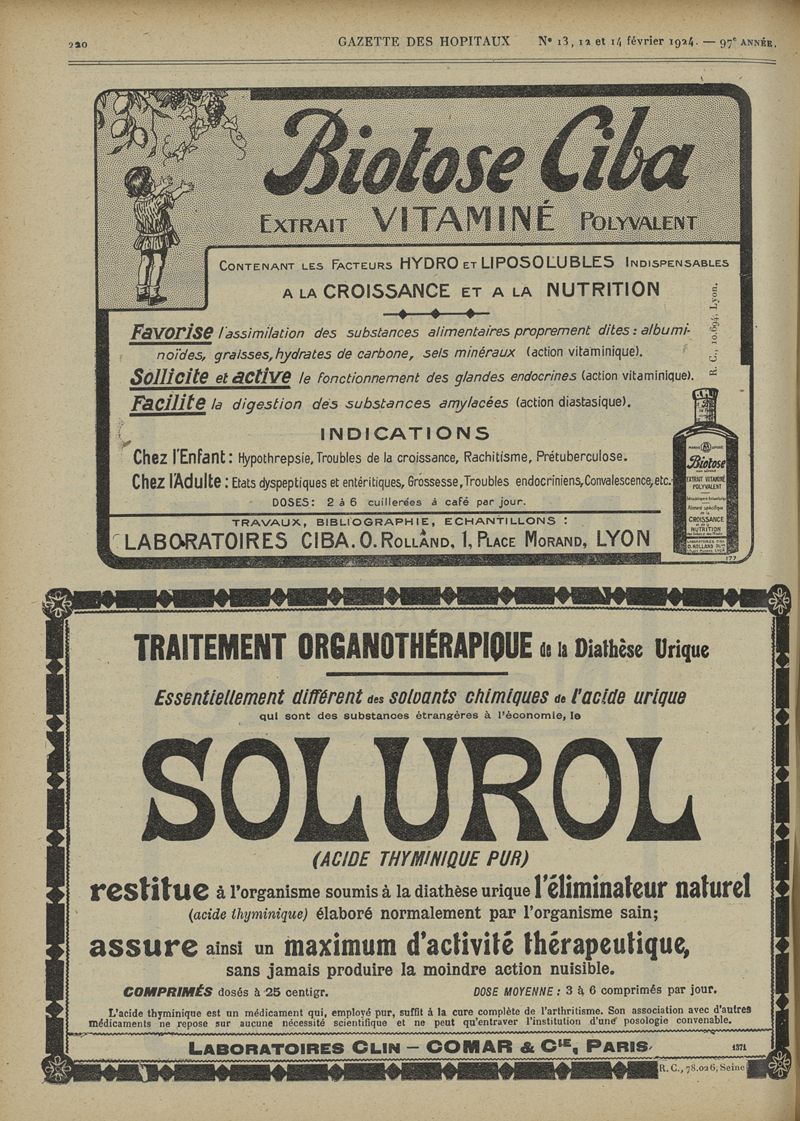 220
GAZETTE DES HOPITAUX N° 13, 12 et 14 février 1924. — 97e ANNÉE.
Biotose Ciba
EXTRAIT VITAMINÉ POLYVALENT
CONTENANT LES FACTEURS HYDRO ET LIPOSOLUBLES INDISPENSABLES
A LA CROISSANCE ET A LA NUTRITION
Favorise l'assimilation des substances alimentaires proprement dites : albumi-
noïdes, graisses, hydrates de carbone, sels minéraux (action vitaminique).
Sollicite et active le fonctionnement des glandes endocrines (action vitaminique).
Facilite la digestion des substances amylacées (action diastasique).
R. C., 10.694, Lyon.
INDICATIONS
Chez l'Enfant : Hypothrepsie, Troubles de la croissance, Rachitisme, Prétuberculose.
Chez l'Adulte : Etats dyspeptiques et entéritiques, Grossesse, Troubles endocriniens, Convalescence, etc.
DOSES : 2 à 6 cuillerées à café par jour.
TRAVAUX, BIBLIOGRAPHIE, ECHANTILLONS :
LABORATOIRES CIBA. O. ROLLAND, 1, PLACE MORAND, LYON
Biotose
EXTRAIT VITAMINÉ
POLYVALENT
CROISSANCE
NUTRITION
O. ROLLAND
177
TRAITEMENT ORGANOTHÉRAPIQUE de la Diathèse Urique
Essentiellement différent des solvants chimiques de l'acide urique
qui sont des substances étrangères à l'économie, le
SOLUROL
(ACIDE THYMINIQUE PUR)
restitue à l'organisme soumis à la diathèse urique l'éliminateur naturel
(acide thyminique) élaboré normalement par l'organisme sain;
assure ainsi un maximum d'activité thérapeutique,
sans jamais produire la moindre action nuisible.
COMPRIMÉS dosés à 25 centigr. DOSE MOYENNE : 3 à 6 comprimés par jour.
L'acide thyminique est un médicament qui, employé pur, suffit à la cure complète de l'arthritisme. Son association avec d'autres
médicaments ne repose sur aucune nécessité scientifique et ne peut qu'entraver l'institution d'une posologie convenable.
LABORATOIRES CLIN — COMAR & CIE, PARIS 1371
R. C., 78.026, Seine